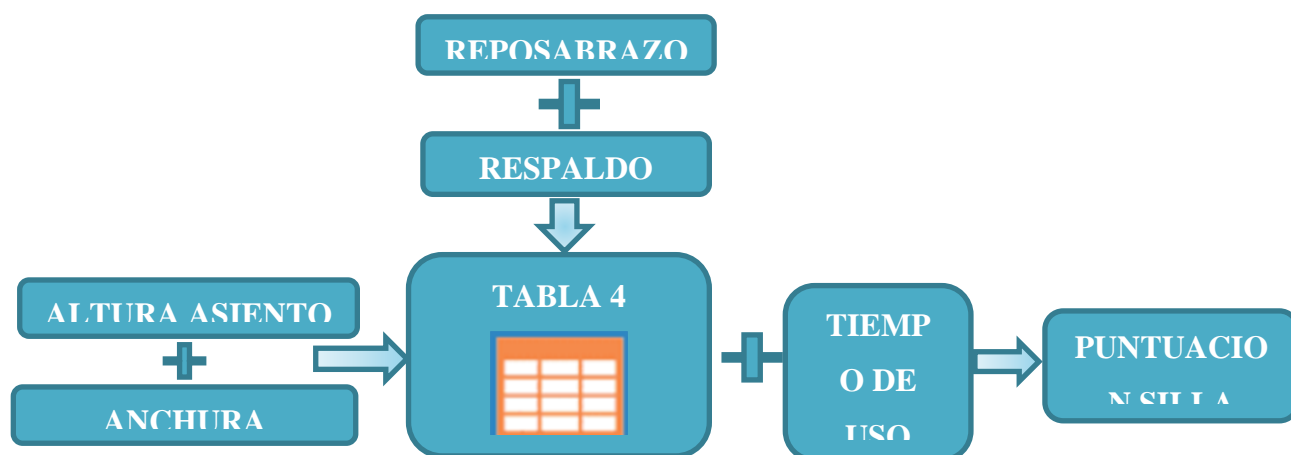 REPOSABRAZO
RESPALDO
TABLA 4
ALTURA ASIENTO
ANCHURA
TIEMP
O DE
USO
PUNTUACIO
N SILLA